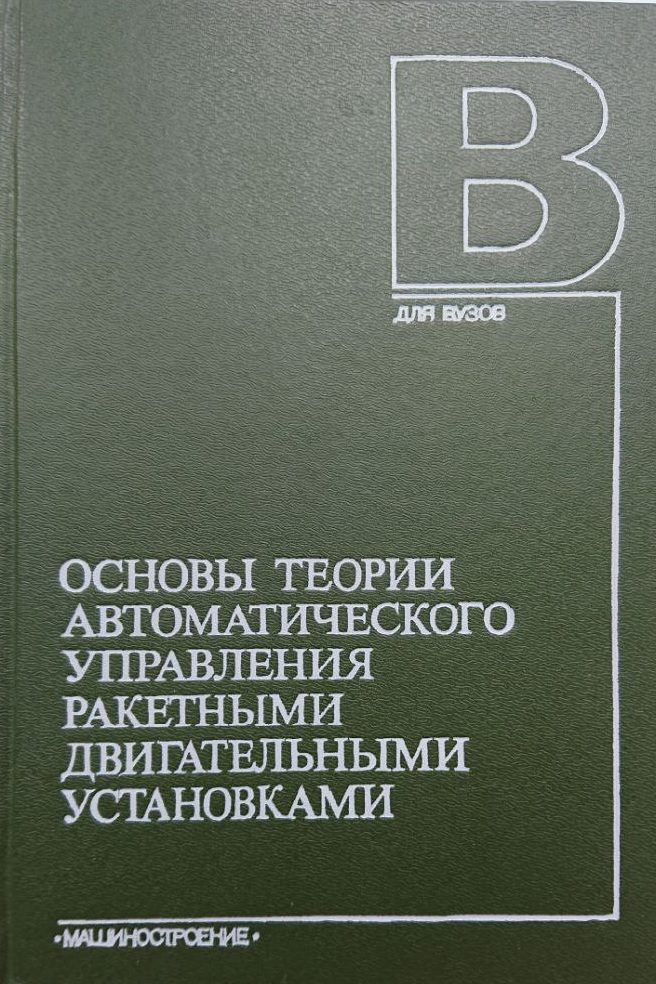 В
ДЛЯ ВУЗОВ
ОСНОВЫ ТЕОРИИ
АВТОМАТИЧЕСКОГО
УПРАВЛЕНИЯ
РАКЕТНЫМИ
ДВИГАТЕЛЬНЫМИ
УСТАНОВКАМИ
«МАШИНОСТРОЕНИЕ»